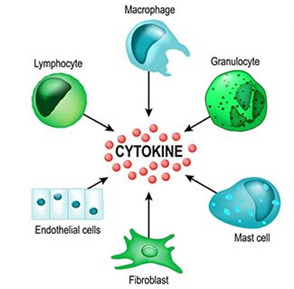 Macrophage
Lymphocyte
Granulocyte
CYTOKINE
Endothelial cells
Mast cell
Fibroblast